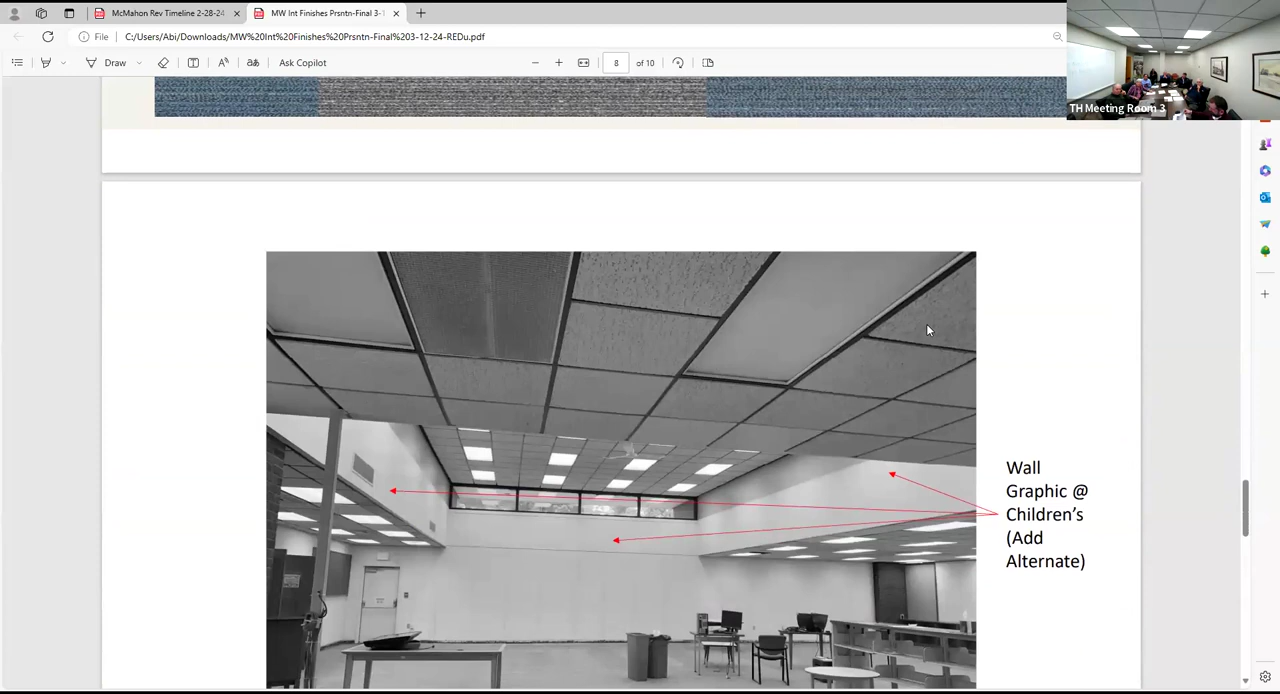 McMahon Rev Timeline 2-28-24
MW Int Finishes Prsntn-Final 3-1
File
C:/Users/Abi/Downloads/MW%20Int%20Finishes%20Prsntn-Final%203-12-24-REDu.pdf
Draw
Ask Copilot
8
of 10
TH Meeting Room 3
Wall
Graphic @
Children's
(Add
Alternate)